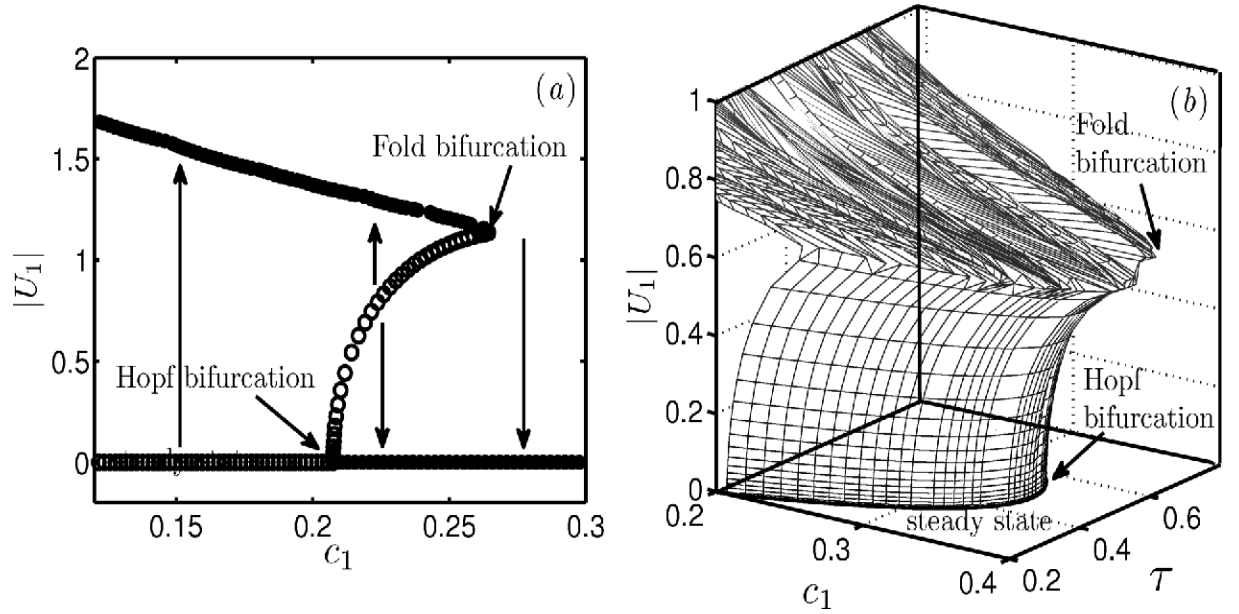 (a)
2
1.5
1
0.5
0
|U₁|
Fold bifurcation
Hopf bifurcation
0.15
0.2
0.25
0.3
c₁
(b)
1
0.8
0.6
0.4
0.2
0
|U₁|
Fold
bifurcation
Hopf
bifurcation
steady state
0.2
0.3
0.4
c₁
0.2
0.4
0.6
τ